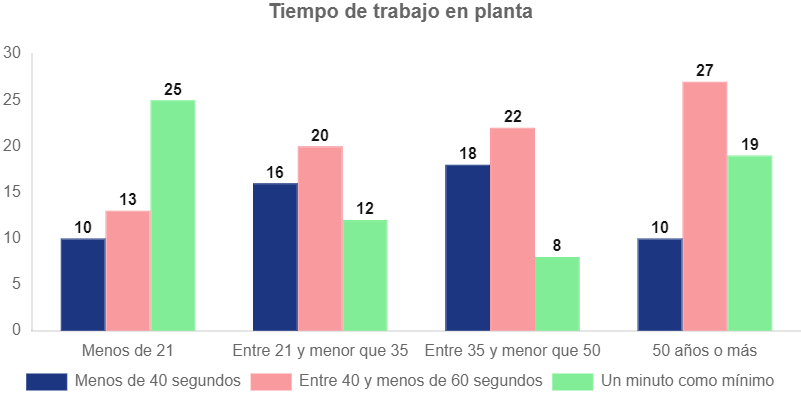 Tiempo de trabajo en planta
30
25
20
15
10
5
0
10
13
25
16
20
12
18
22
8
10
27
19
Menos de 21
Entre 21 y menor que 35
Entre 35 y menor que 50
50 años o más
Menos de 40 segundos
Entre 40 y menos de 60 segundos
Un minuto como mínimo